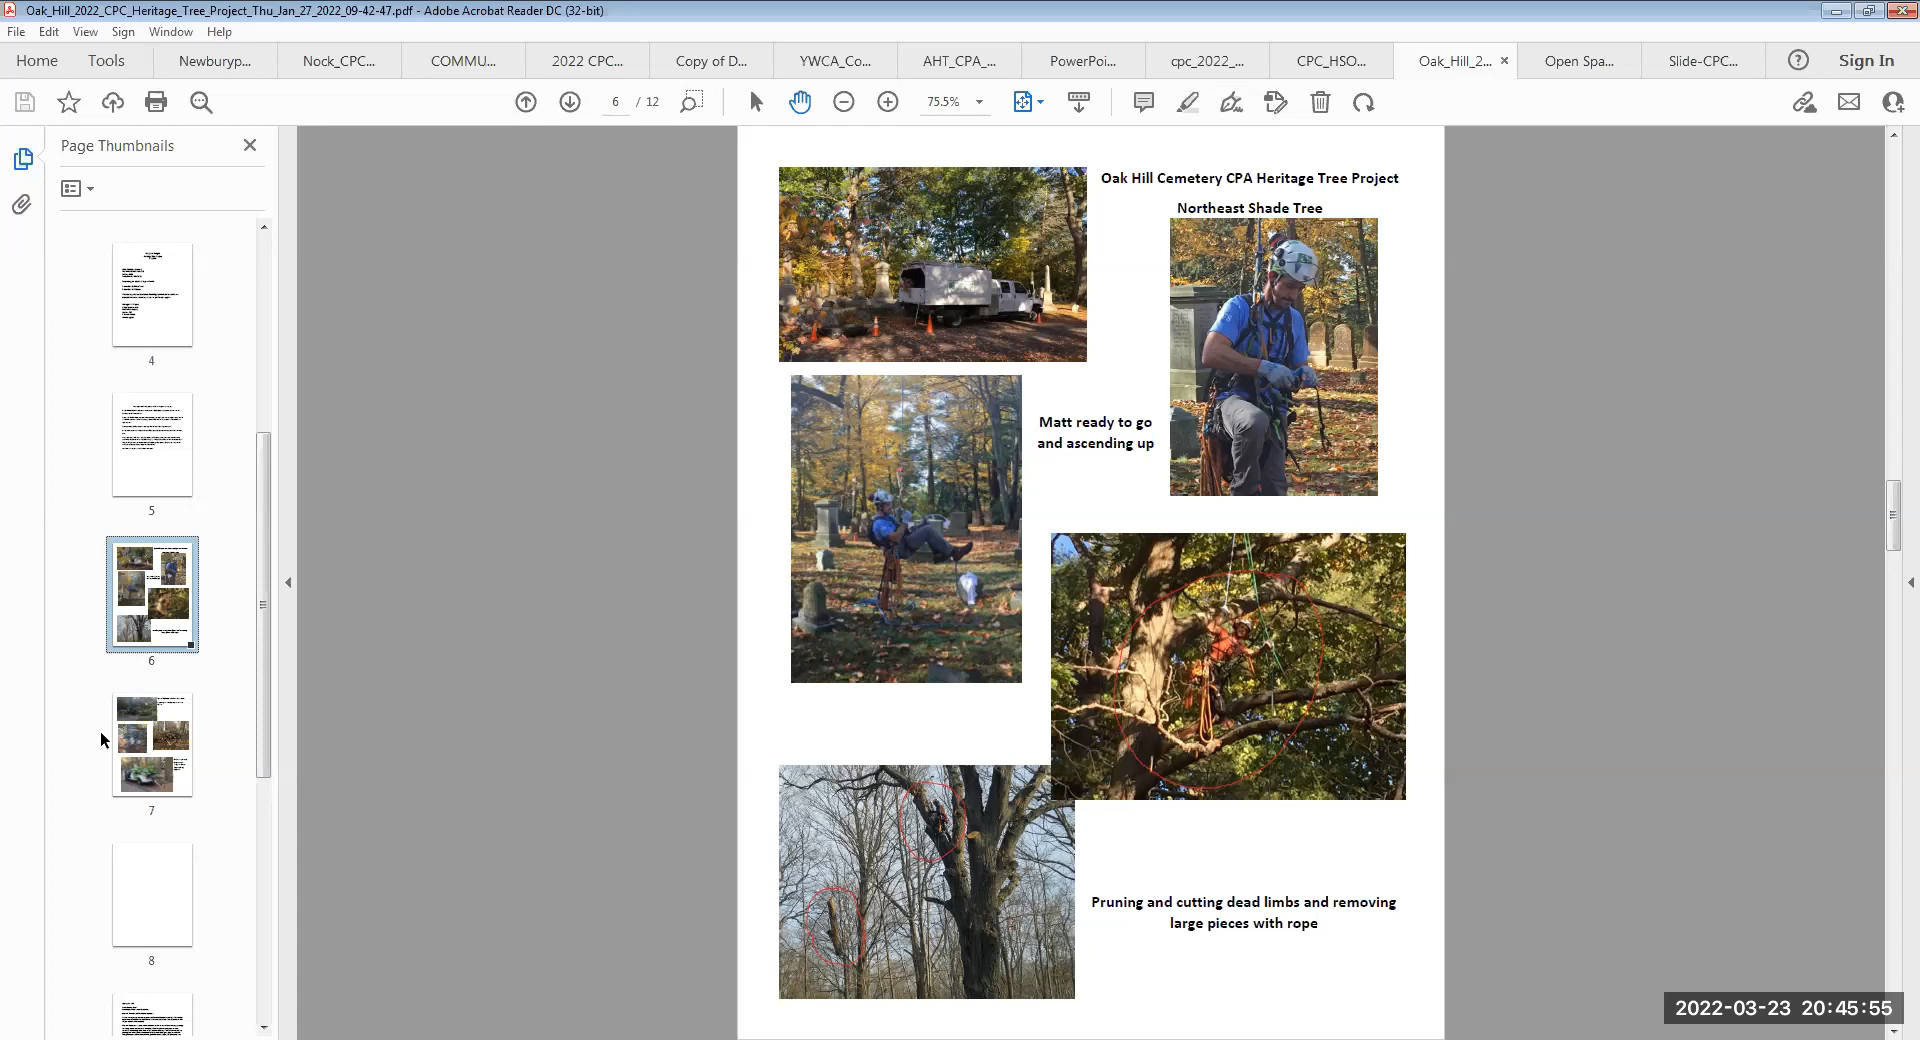 Oak_Hill_2022_CPC_Heritage_Tree_Project_Thu_Jan_27_2022_09-42-47.pdf - Adobe Acrobat Reader DC (32-bit)
File Edit View Sign Window Help
Home Tools Newburyp... Nock_CPC... COMMU... 2022 CPC... Copy of D... YWCA_Co... AHT_CPA_... PowerPoi... cpc_2022_... CPC_HSO... Oak_Hill_2... Open Spa... Slide-CPC... Sign In
6 / 12 75.5%
Page Thumbnails
4
5
6
7
8
Oak Hill Cemetery CPA Heritage Tree Project
Northeast Shade Tree
Matt ready to go
and ascending up
Pruning and cutting dead limbs and removing
large pieces with rope
2022-03-23 20:45:55